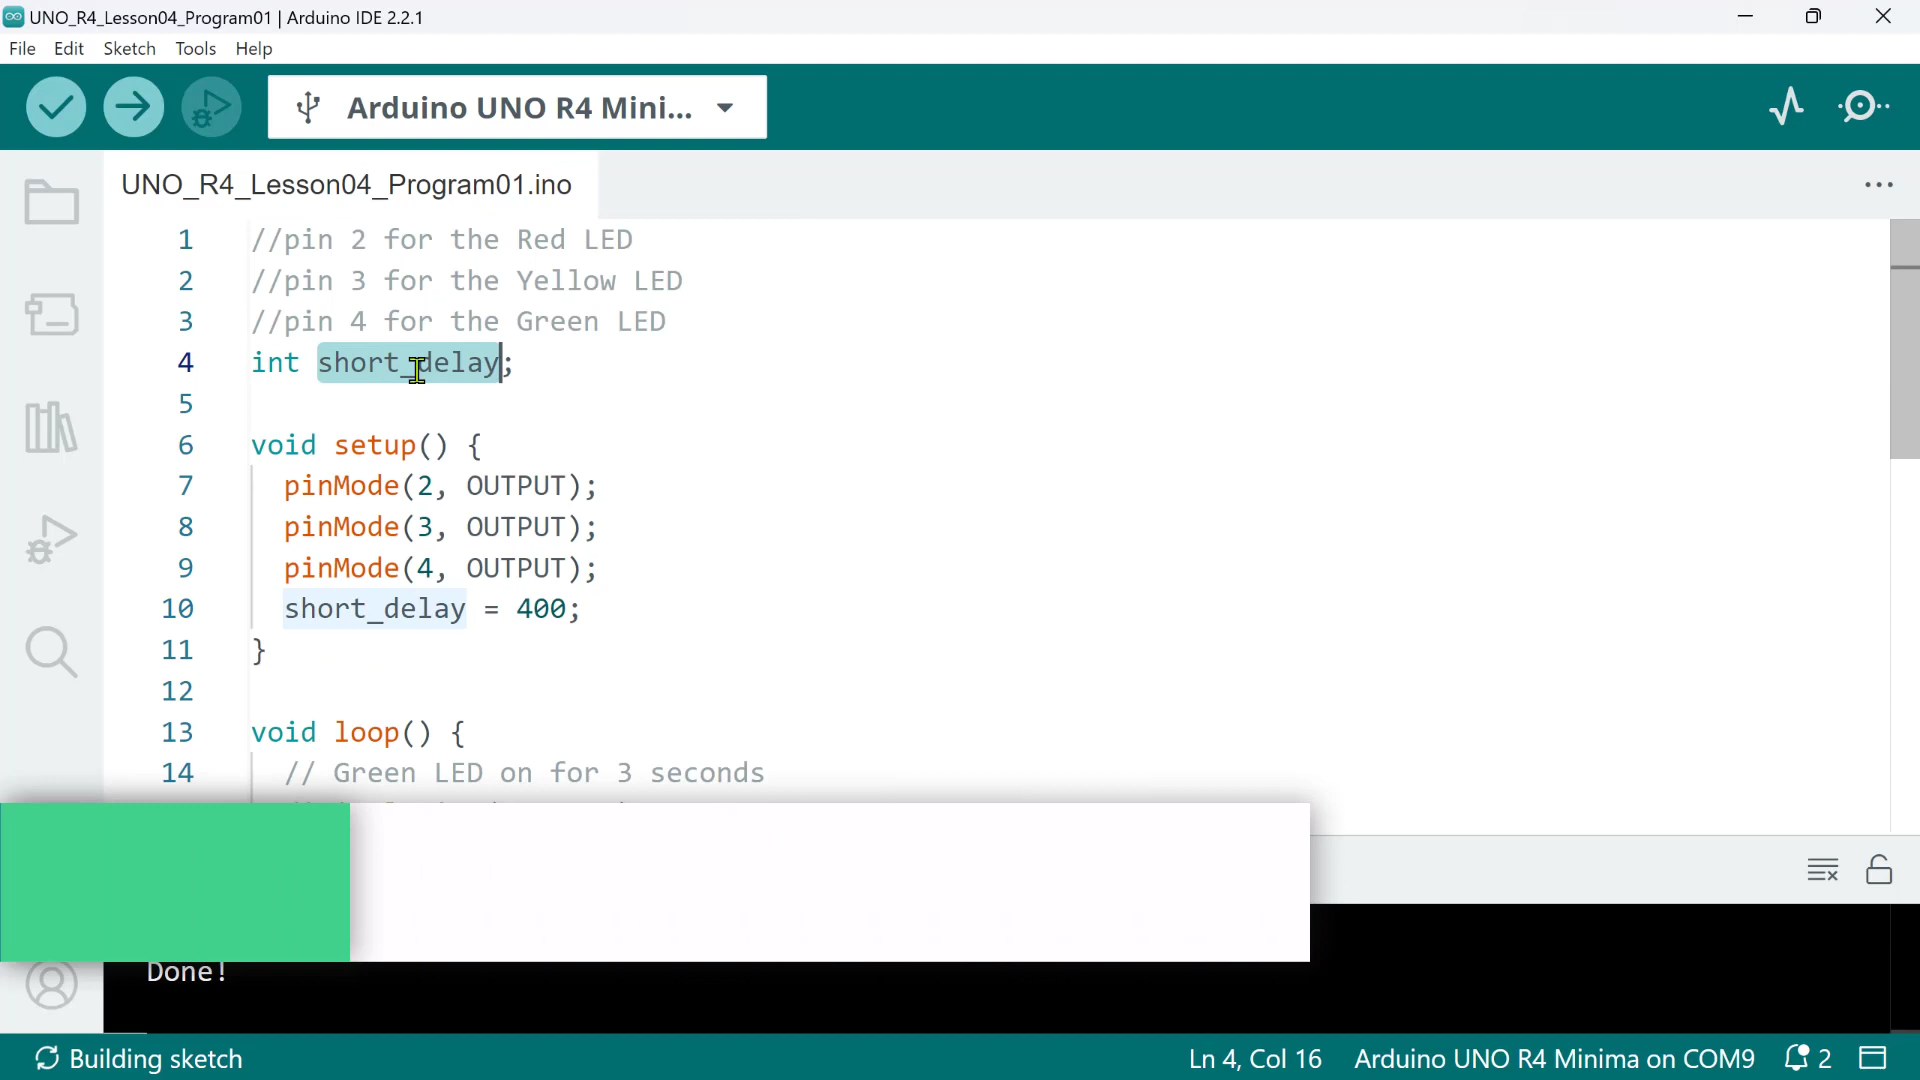 UNO_R4_Lesson04_Program01 | Arduino IDE 2.2.1
File Edit Sketch Tools Help
Arduino UNO R4 Mini...
UNO_R4_Lesson04_Program01.ino
1 //pin 2 for the Red LED
2 //pin 3 for the Yellow LED
3 //pin 4 for the Green LED
4 int short_delay;
5
6 void setup() {
7 pinMode(2, OUTPUT);
8 pinMode(3, OUTPUT);
9 pinMode(4, OUTPUT);
10 short_delay = 400;
11 }
12
13 void loop() {
14 // Green LED on for 3 seconds
Done!
Building sketch Ln 4, Col 16 Arduino UNO R4 Minima on COM9 2